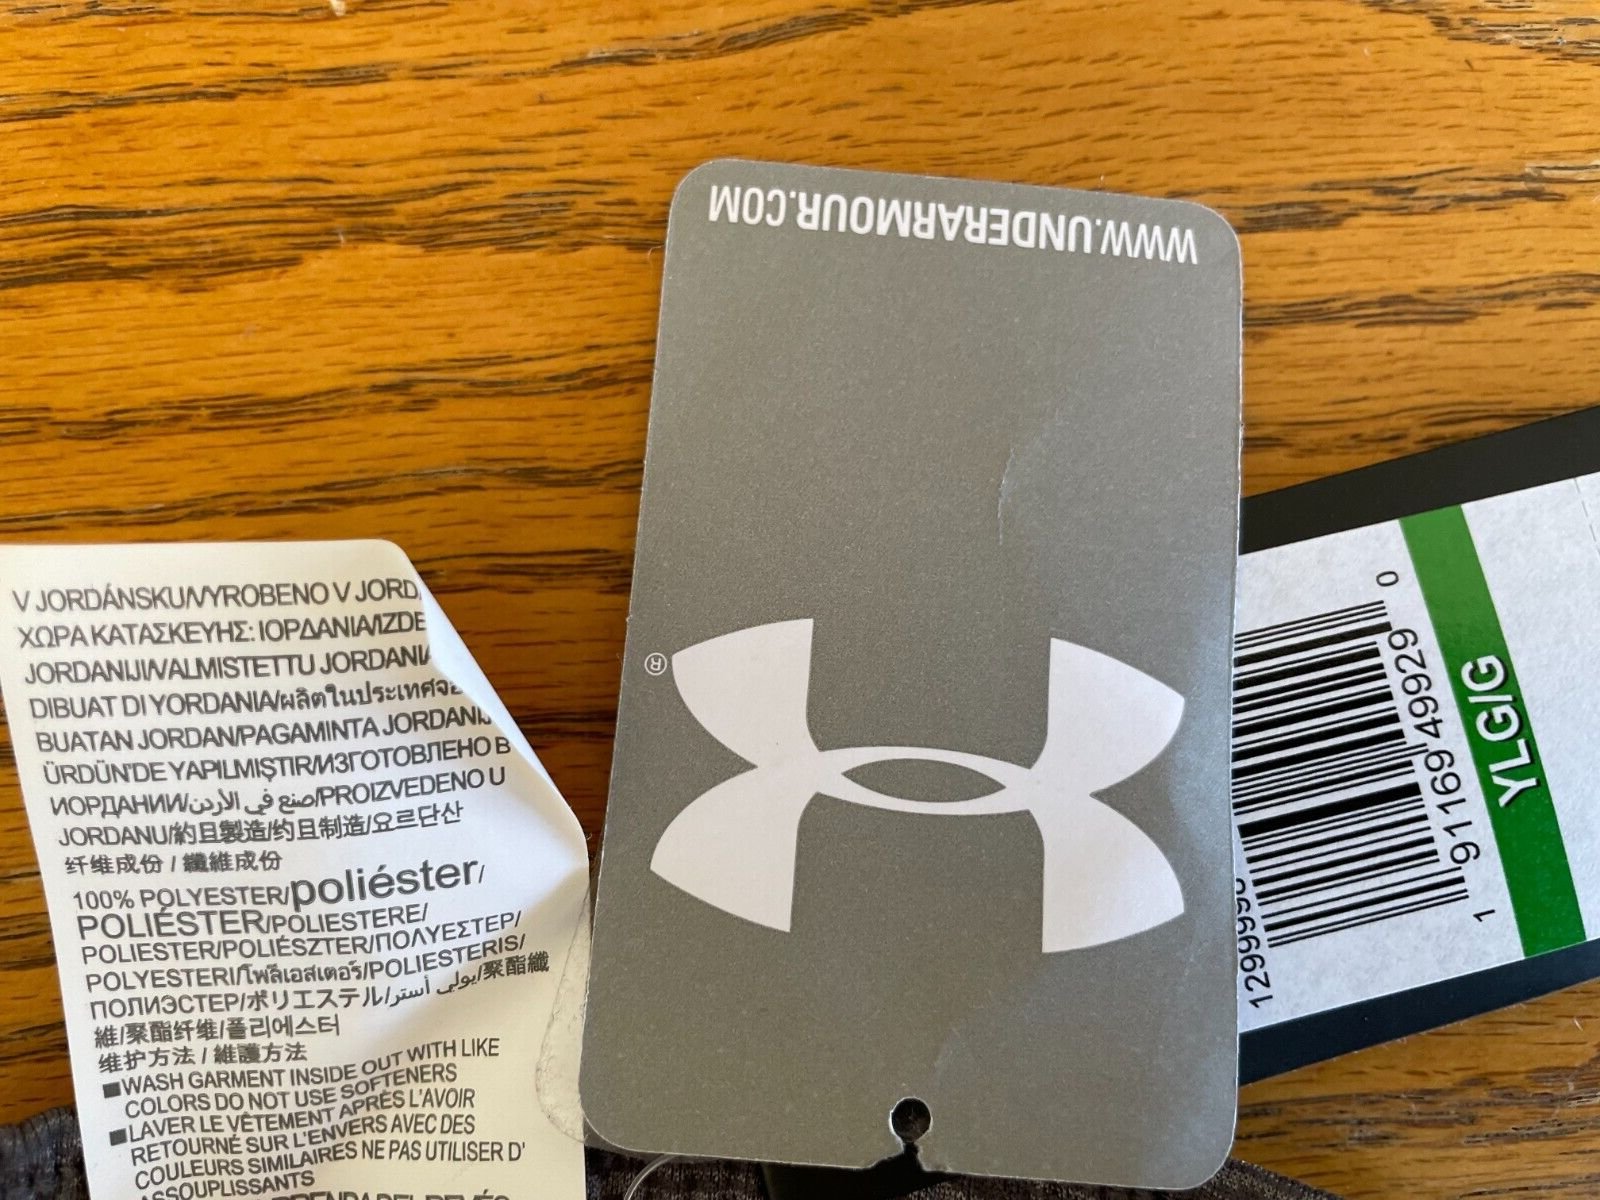 WWW.UNDERARMOUR.COM
®
V JORDÁNSKU/VYROBENO V JORD
ΧΩΡΑ ΚΑΤΑΣΚΕΥΗΣ: ΙΟΡΔΑΝΙΑ/IZDE
JORDANIJI/VALMISTETTU JORDANIA
DIBUAT DI YORDANIA/ผลิตในประเทศจอ
BUATAN JORDAN/PAGAMINTA JORDANIJ
ÜRDÜN'DE YAPILMIŞTIR/ИЗГОТОВЛЕНО В
ИОРДАНИИ/صنع في الأردن/PROIZVEDENO U
JORDANU/約旦製造/约旦制造/요르단산
纤维成份 / 纖維成份
100% POLYESTER/poliéster/
POLIÉSTER/POLIESTERE/
POLIESTER/POLIÉSZTER/ΠΟΛΥΕΣΤΕΡ/
POLYESTERI/โพลีเอสเตอร์/POLIESTERIS/
ПОЛИЭСТЕР/ポリエステル/يولي أستر/聚酯纖
維/聚酯纤维/폴리에스터
维护方法 / 維護方法
■WASH GARMENT INSIDE OUT WITH LIKE
COLORS DO NOT USE SOFTENERS
■LAVER LE VÊTEMENT APRÈS L'AVOIR
RETOURNÉ SUR L'ENVERS AVEC DES
COULEURS SIMILAIRES NE PAS UTILISER D'
ASSOUPLISSANTS
YLG/G
1 91169 49929 0